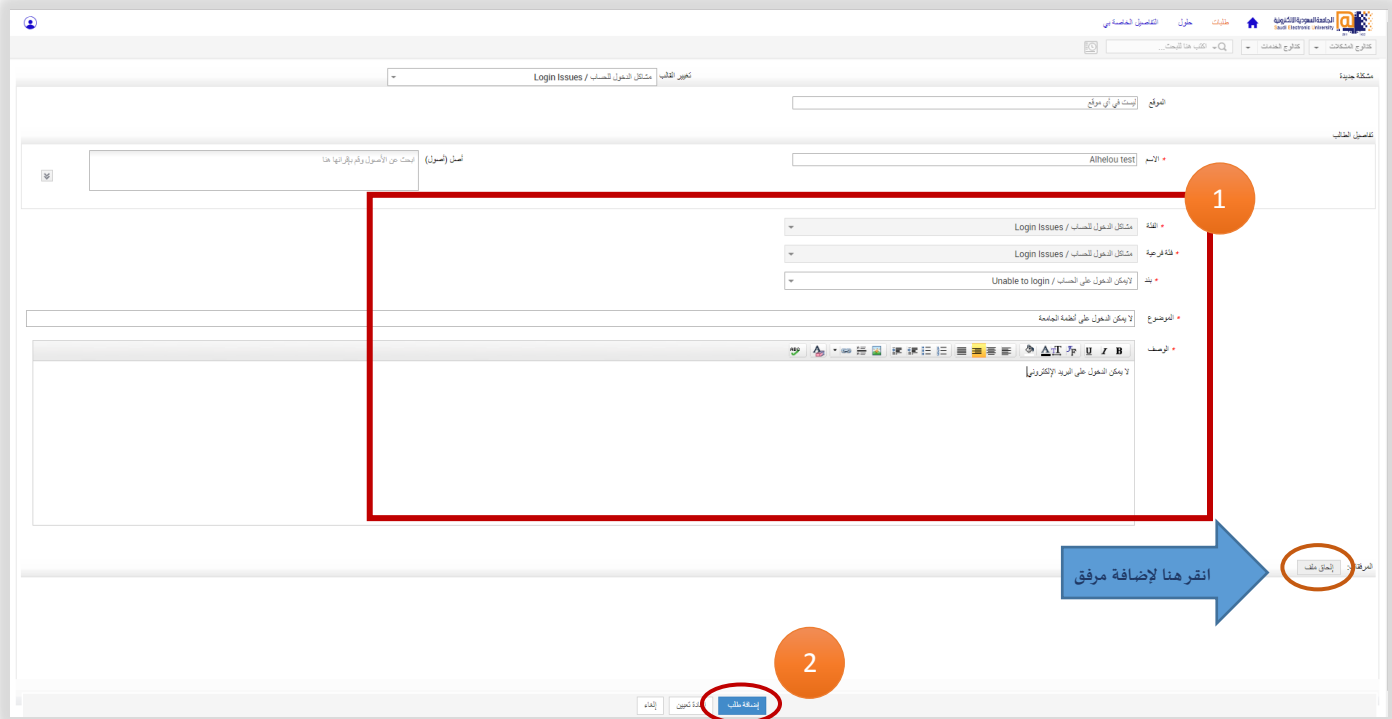 الجامعة السعودية الالكترونية
Saudi Electronic University
طلبات
حلول
التفاصيل الخاصة بي
كتالوج المشكلات
كتالوج الخدمات
اكتب هنا للبحث...
مشكلة جديدة
تغيير القالب مشاكل الدخول للحساب / Login Issues
الموقع ليست في أي موقع
تفاصيل الطالب
* الاسم Alhelou test
أصل (أصول) ابحث عن الأصول وقم بإقرانها هنا
1
* الفئة مشاكل الدخول للحساب / Login Issues
* فئة فرعية مشاكل الدخول للحساب / Login Issues
* بند لايمكن الدخول على الحساب / Unable to login
* الموضوع لا يمكن الدخول على أنظمة الجامعة
* الوصف
B I U
لا يمكن الدخول على البريد الإلكتروني
المرفقات: إلحاق ملف
انقر هنا لإضافة مرفق
2
إضافة طلب
تعيين
إلغاء